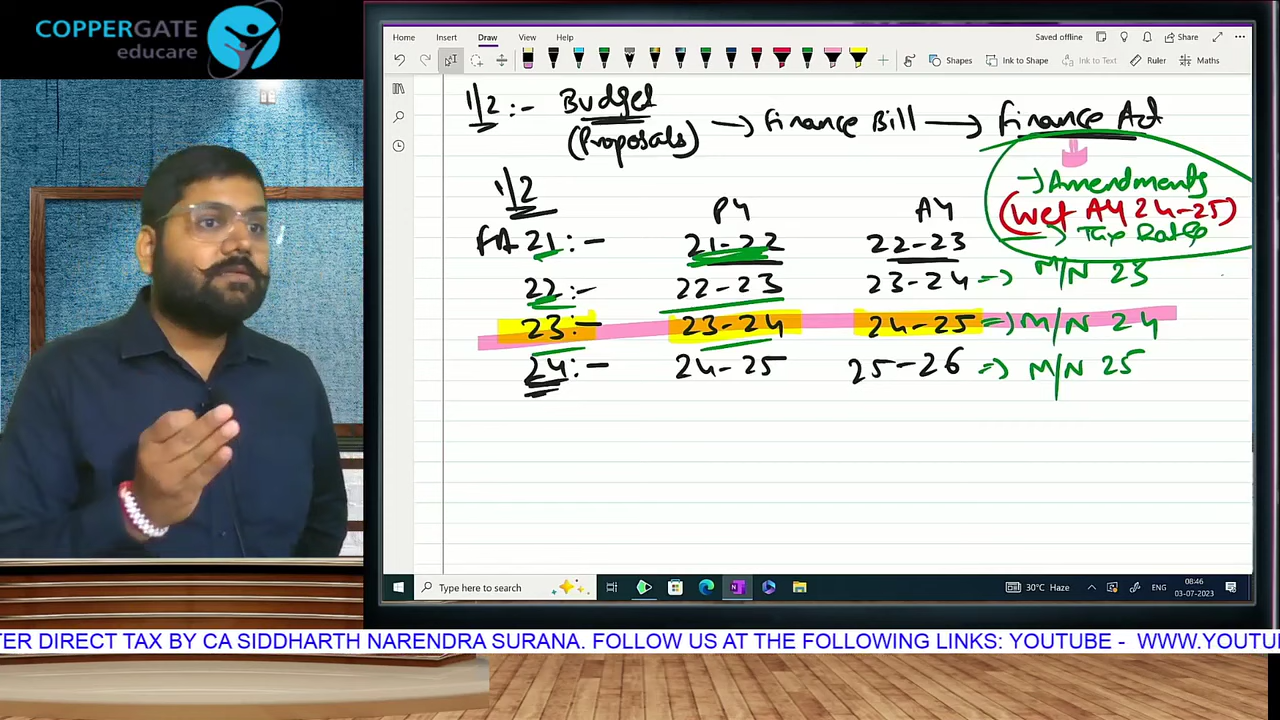 COPPERGATE
educare
Home Insert Draw View Help
Saved offline
Share
Shapes
Ink to Shape
Ink to Text
Ruler
Maths
1/2 :- Budget
(Proposals) → Finance Bill → Finance Act
→ Amendments
(Wef AY 24-25)
→ Tax Rates
1/2
PY AY
FA 21:- 21-22 22-23
22:- 22-23 23-24 => M/N 23
23:- 23-24 24-25 => M/N 24
24:- 24-25 25-26 => M/N 25
Type here to search
30°C Haze
ENG
08:46
03-07-2023
TER DIRECT TAX BY CA SIDDHARTH NARENDRA SURANA. FOLLOW US AT THE FOLLOWING LINKS: YOUTUBE - WWW.YOUTU